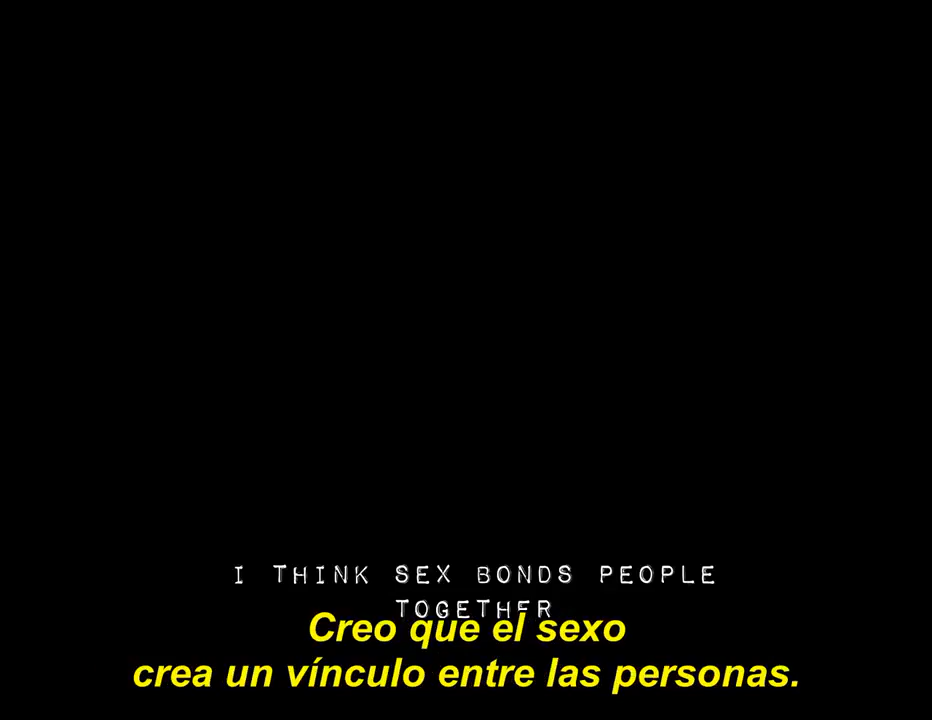 I THINK SEX BONDS PEOPLE
TOGETHER
Creo que el sexo
crea un vínculo entre las personas.